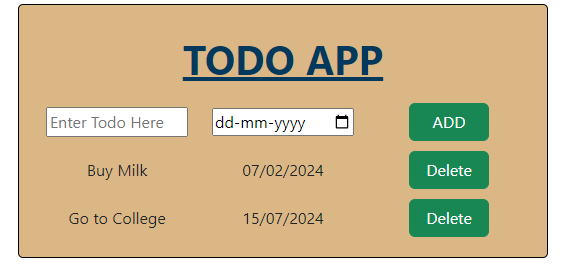 TODO APP
Enter Todo Here dd-mm-yyyy ADD
Buy Milk 07/02/2024 Delete
Go to College 15/07/2024 Delete